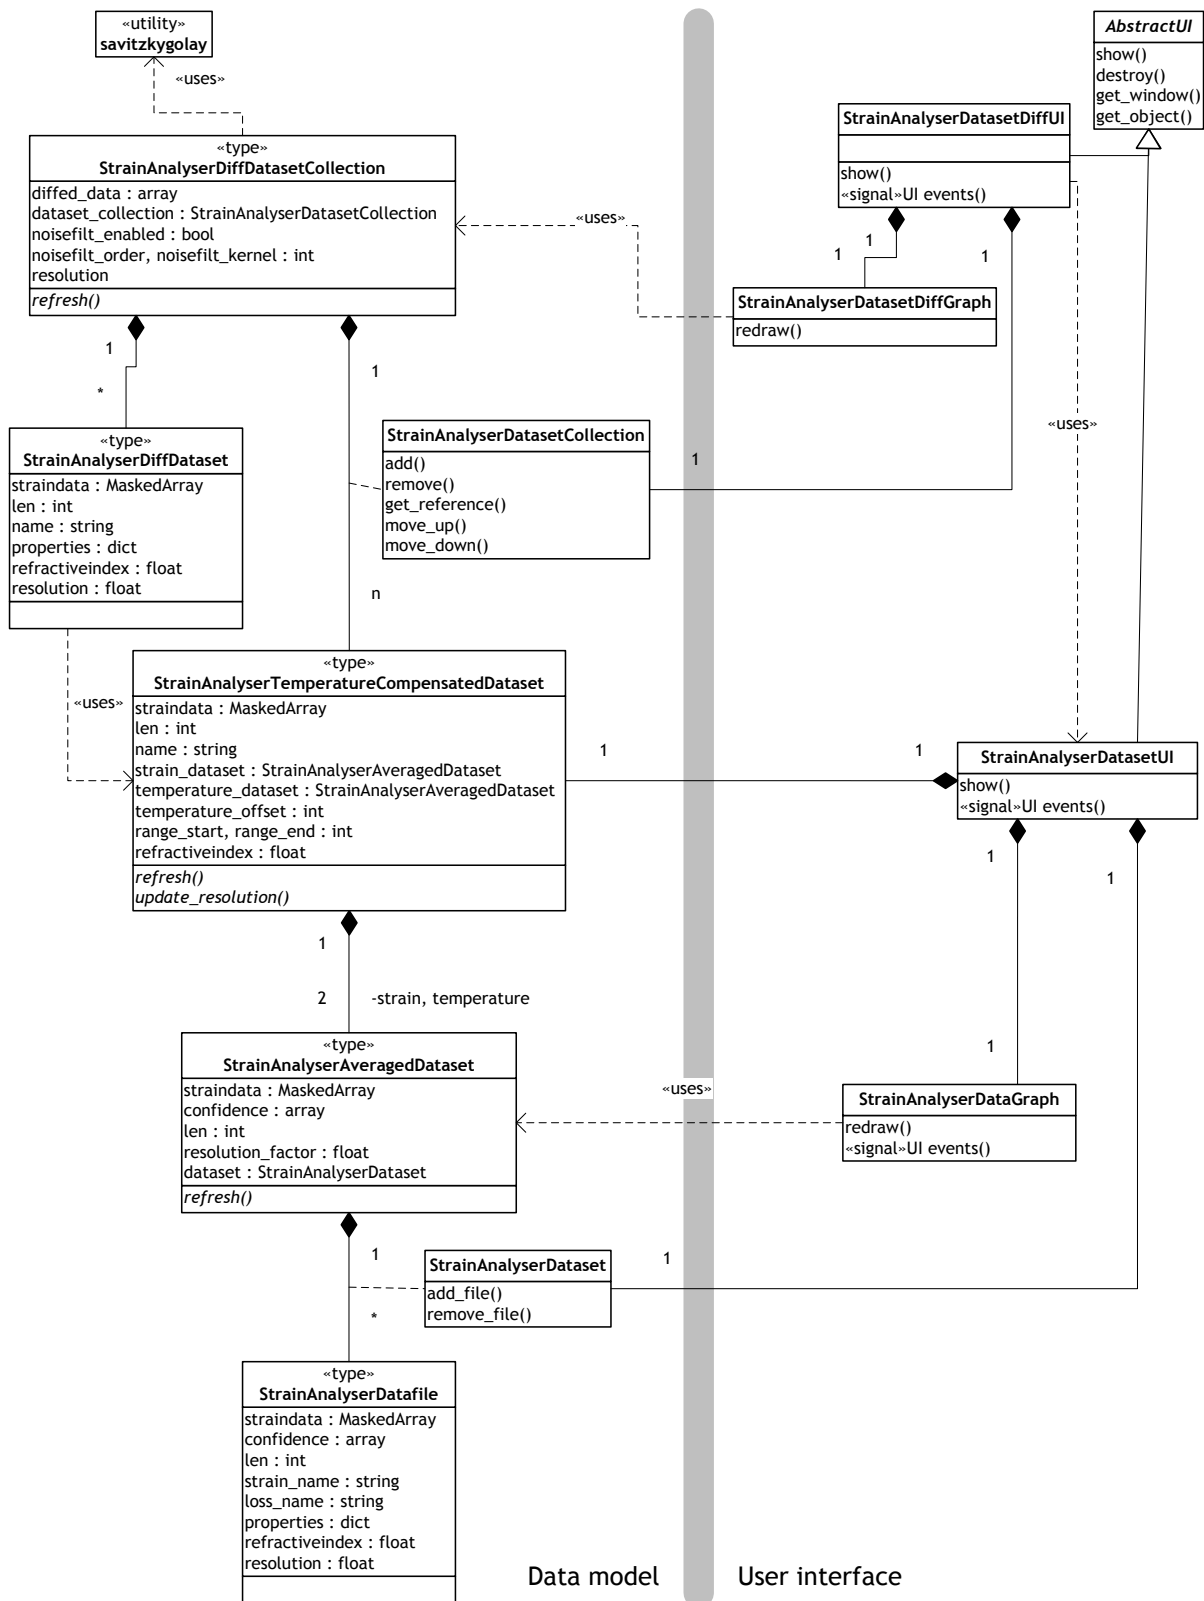 «utility»
savitzkygolay
«uses»
AbstractUI
show()
destroy()
get_window()
get_object()
StrainAnalyserDatasetDiffUI
show()
«signal»UI events()
«type»
StrainAnalyserDiffDatasetCollection
diffed_data : array
dataset_collection : StrainAnalyserDatasetCollection
noisefilt_enabled : bool
noisefilt_order, noisefilt_kernel : int
resolution
refresh()
«uses»
1
1
1
StrainAnalyserDatasetDiffGraph
redraw()
1
*
1
n
«uses»
«type»
StrainAnalyserDiffDataset
straindata : MaskedArray
len : int
name : string
properties : dict
refractiveindex : float
resolution : float
StrainAnalyserDatasetCollection
add()
remove()
get_reference()
move_up()
move_down()
1
«uses»
«type»
StrainAnalyserTemperatureCompensatedDataset
straindata : MaskedArray
len : int
name : string
strain_dataset : StrainAnalyserAveragedDataset
temperature_dataset : StrainAnalyserAveragedDataset
temperature_offset : int
range_start, range_end : int
refractiveindex : float
refresh()
update_resolution()
1
1
StrainAnalyserDatasetUI
show()
«signal»UI events()
1
1
1
2
-strain, temperature
1
«type»
StrainAnalyserAveragedDataset
straindata : MaskedArray
confidence : array
len : int
resolution_factor : float
dataset : StrainAnalyserDataset
refresh()
«uses»
StrainAnalyserDataGraph
redraw()
«signal»UI events()
1
*
StrainAnalyserDataset
add_file()
remove_file()
1
«type»
StrainAnalyserDatafile
straindata : MaskedArray
confidence : array
len : int
strain_name : string
loss_name : string
properties : dict
refractiveindex : float
resolution : float
Data model
User interface